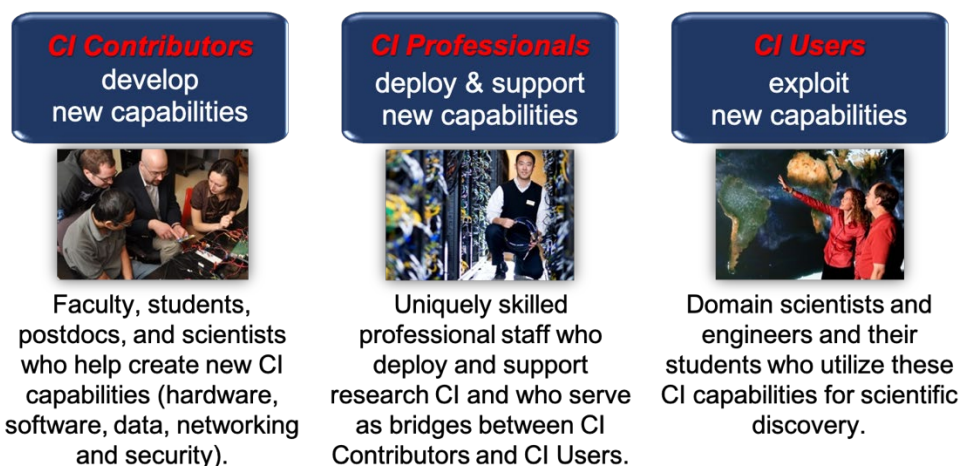 CI Contributors
develop
new capabilities
Faculty, students,
postdocs, and scientists
who help create new CI
capabilities (hardware,
software, data, networking
and security).
CI Professionals
deploy & support
new capabilities
Uniquely skilled
professional staff who
deploy and support
research CI and who serve
as bridges between CI
Contributors and CI Users.
CI Users
exploit
new capabilities
Domain scientists and
engineers and their
students who utilize these
CI capabilities for scientific
discovery.